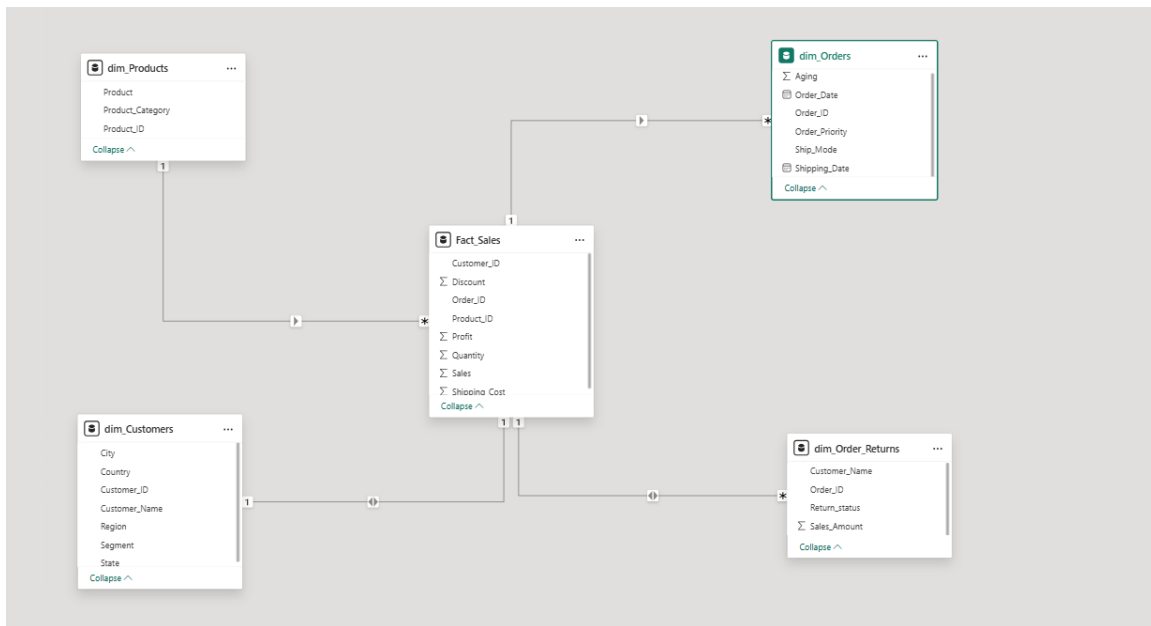 dim_Products
...
Product
Product_Category
Product_ID
Collapse
1
dim_Orders
...
Σ Aging
Order_Date
Order_ID
Order_Priority
Ship_Mode
Shipping_Date
Collapse
*
1
Fact_Sales
...
Customer_ID
Σ Discount
Order_ID
Product_ID
Σ Profit
Σ Quantity
Σ Sales
Σ Shipping_Cost
Collapse
*
1 1
dim_Customers
...
City
Country
Customer_ID
Customer_Name
Region
Segment
State
Collapse
1
dim_Order_Returns
...
Customer_Name
Order_ID
Return_status
Σ Sales_Amount
Collapse
*